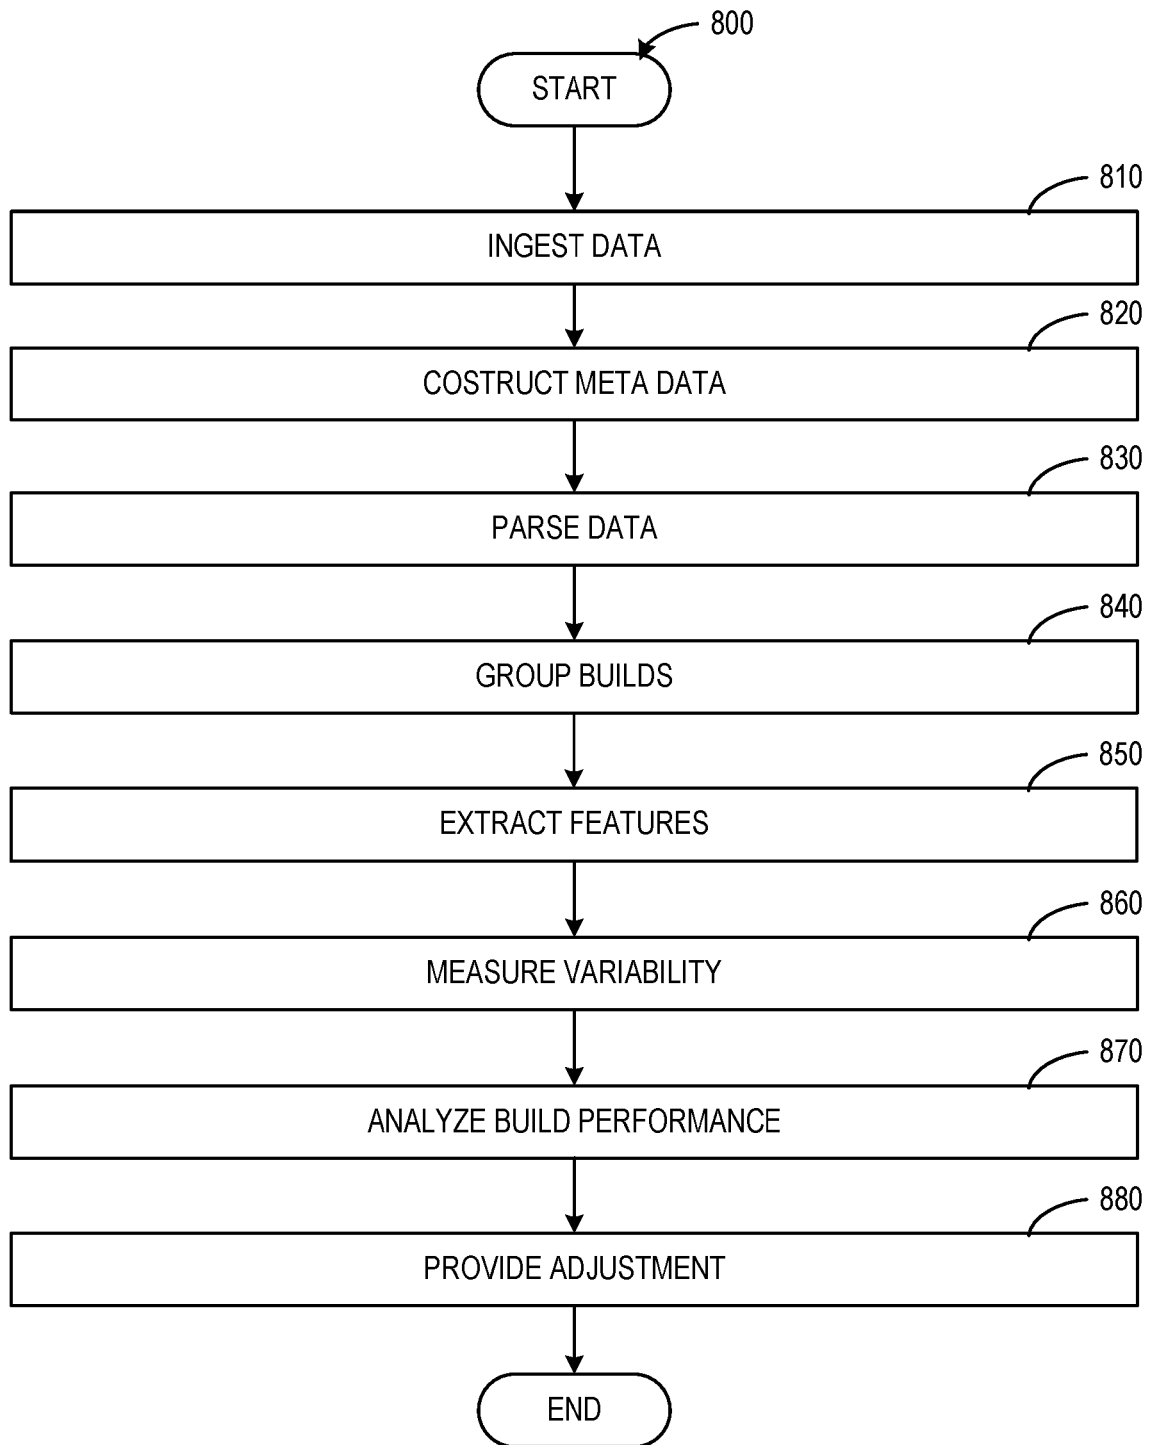 800
START
810
INGEST DATA
820
COSTRUCT META DATA
830
PARSE DATA
840
GROUP BUILDS
850
EXTRACT FEATURES
860
MEASURE VARIABILITY
870
ANALYZE BUILD PERFORMANCE
880
PROVIDE ADJUSTMENT
END